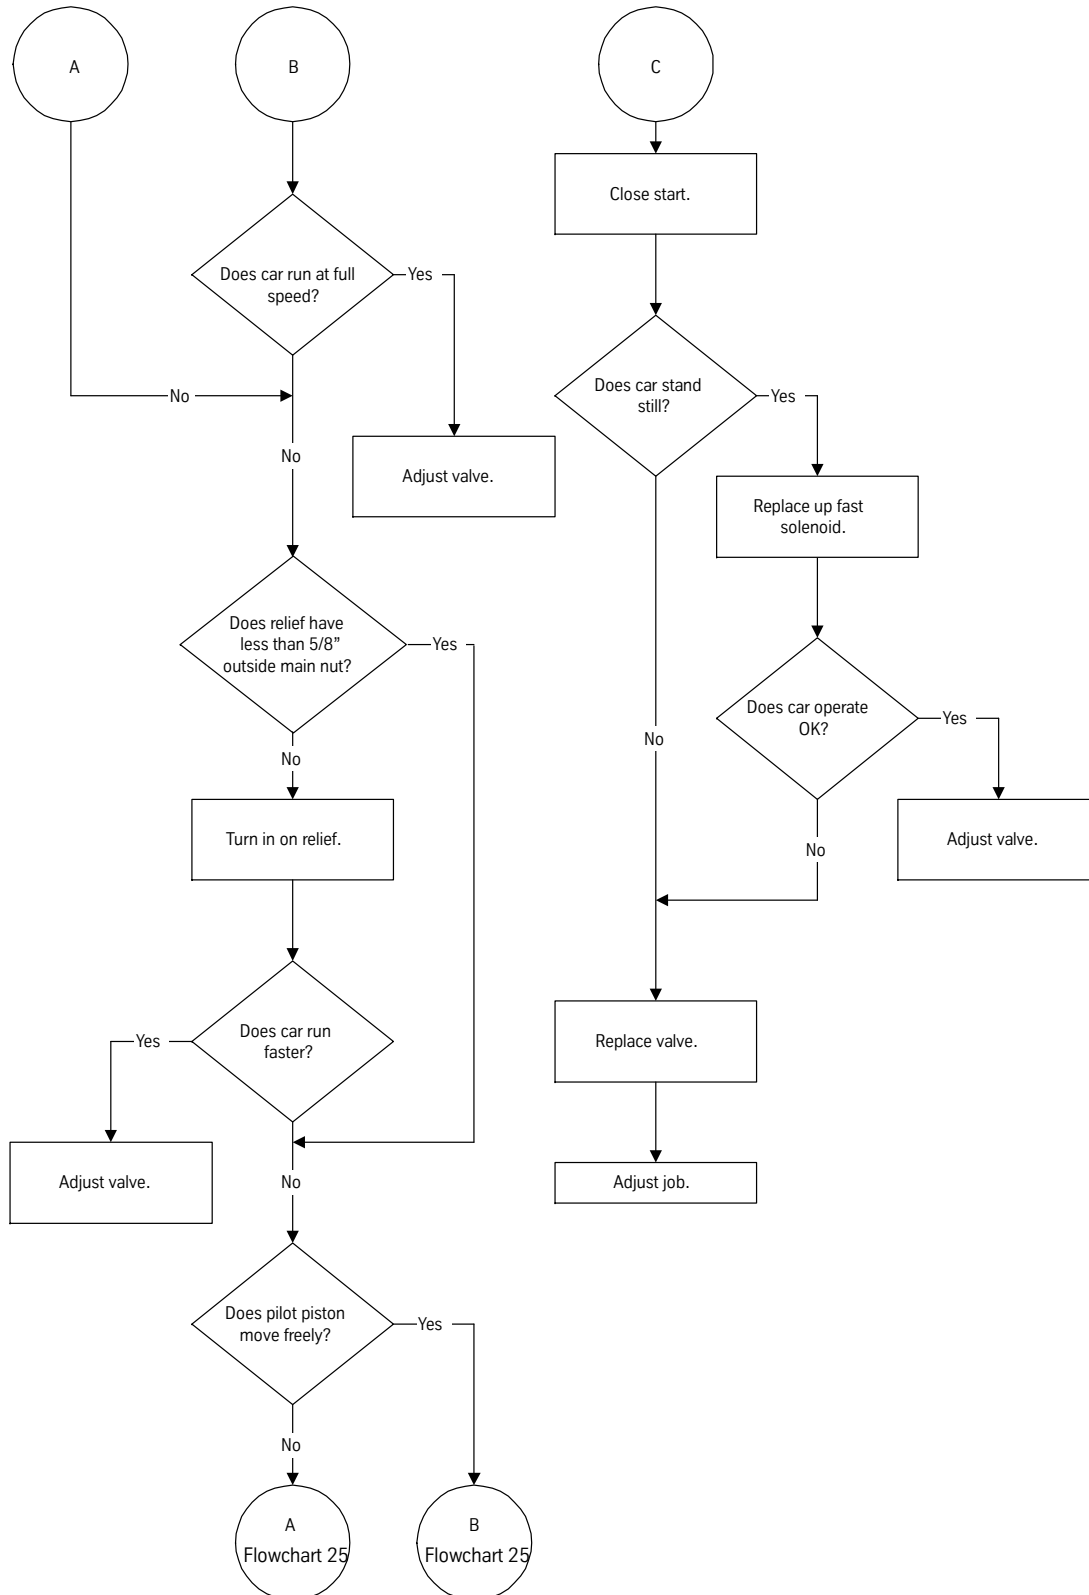 A
B
C
Close start.
Does car run at full
speed?
Yes
No
No
Adjust valve.
Does car stand
still?
Yes
Replace up fast
solenoid.
Does relief have
less than 5/8”
outside main nut?
Yes
No
Does car operate
OK?
Yes
No
No
Adjust valve.
Turn in on relief.
Does car run
faster?
Yes
Adjust valve.
No
Replace valve.
Adjust job.
Does pilot piston
move freely?
Yes
No
A
Flowchart 25
B
Flowchart 25